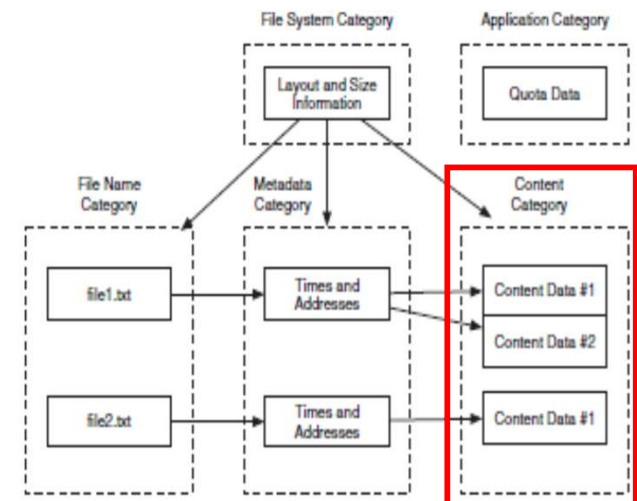 File System Category
Application Category
Layout and Size
Information
Quota Data
File Name
Category
Metadata
Category
Content
Category
file1.txt
Times and
Addresses
Content Data #1
Content Data #2
file2.txt
Times and
Addresses
Content Data #1